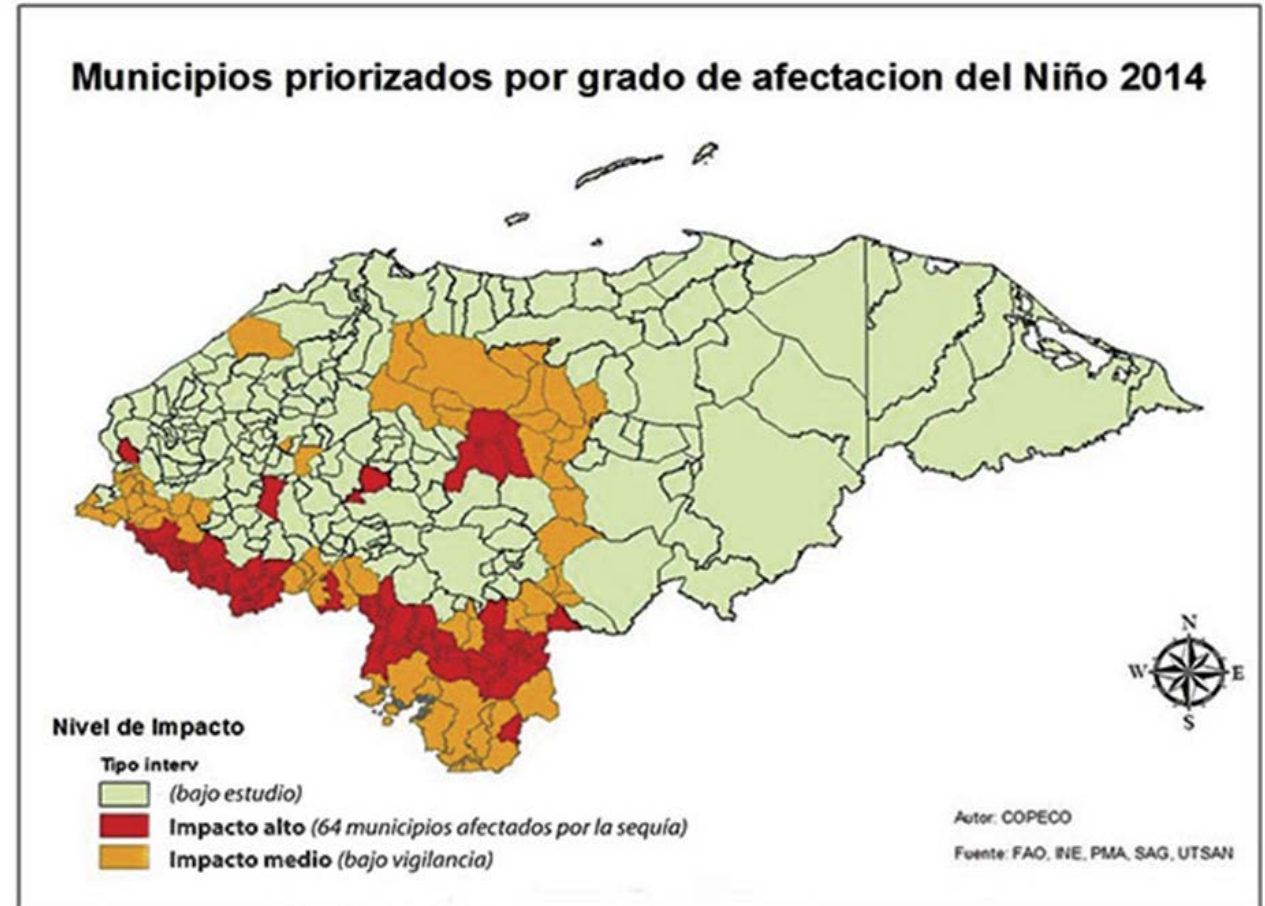 Municipios priorizados por grado de afectacion del Niño 2014
N
W
E
S
Nivel de Impacto
Tipo interv
(bajo estudio)
Impacto alto (64 municipios afectados por la sequía)
Impacto medio (bajo vigilancia)
Autor: COPECO
Fuente: FAO, INE, PMA, SAG, UTSAN